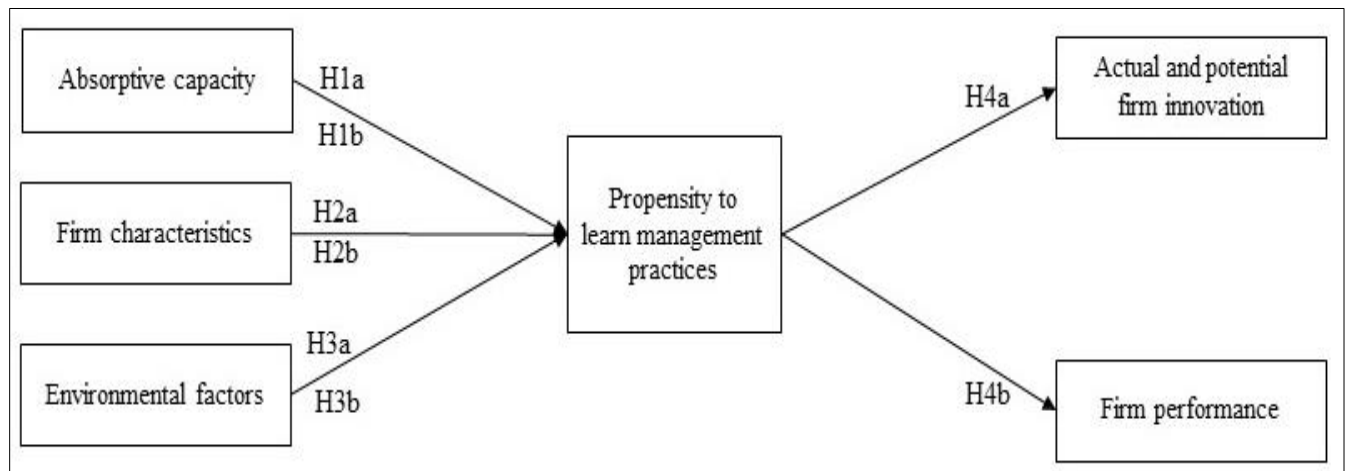 Absorptive capacity
H1a
H1b
Firm characteristics
H2a
H2b
Environmental factors
H3a
H3b
Propensity to
learn management
practices
H4a
H4b
Actual and potential
firm innovation
Firm performance